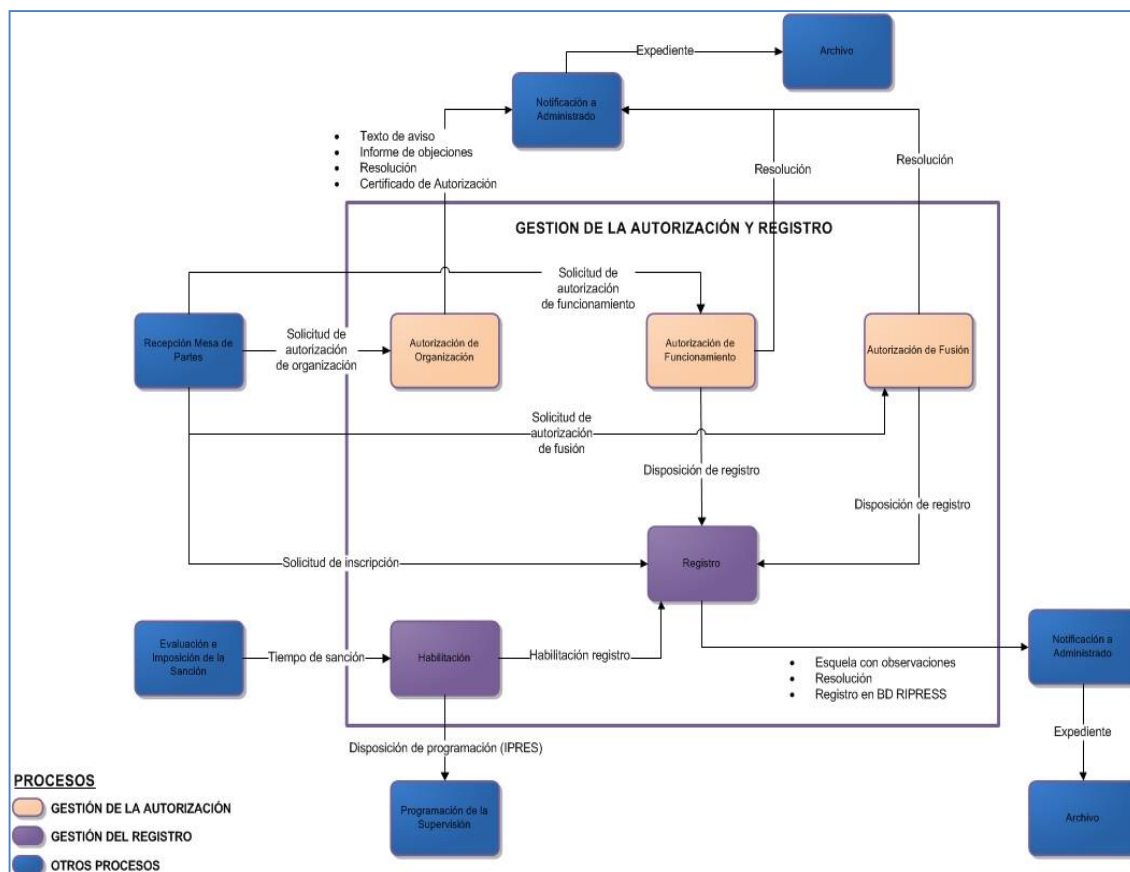 Expediente
Archivo
Notificación a
Administrado
• Texto de aviso
• Informe de objeciones
• Resolución
• Certificado de Autorización
Resolución
Resolución
GESTION DE LA AUTORIZACIÓN Y REGISTRO
Solicitud de
autorización
de funcionamiento
Recepción Mesa de
Partes
Solicitud de
autorización
de organización
Autorización de
Organización
Autorización de
Funcionamiento
Autorización de Fusión
Solicitud de
autorización
de fusión
Disposición de registro
Disposición de registro
Solicitud de inscripción
Registro
Evaluación e
Imposición de la
Sanción
Tiempo de sanción
Habilitación
Habilitación registro
Notificación a
Administrado
• Esquela con observaciones
• Resolución
• Registro en BD RIPRESS
Disposición de programación (IPRES)
Expediente
Programación de la
Supervisión
Archivo
PROCESOS
GESTIÓN DE LA AUTORIZACIÓN
GESTIÓN DEL REGISTRO
OTROS PROCESOS